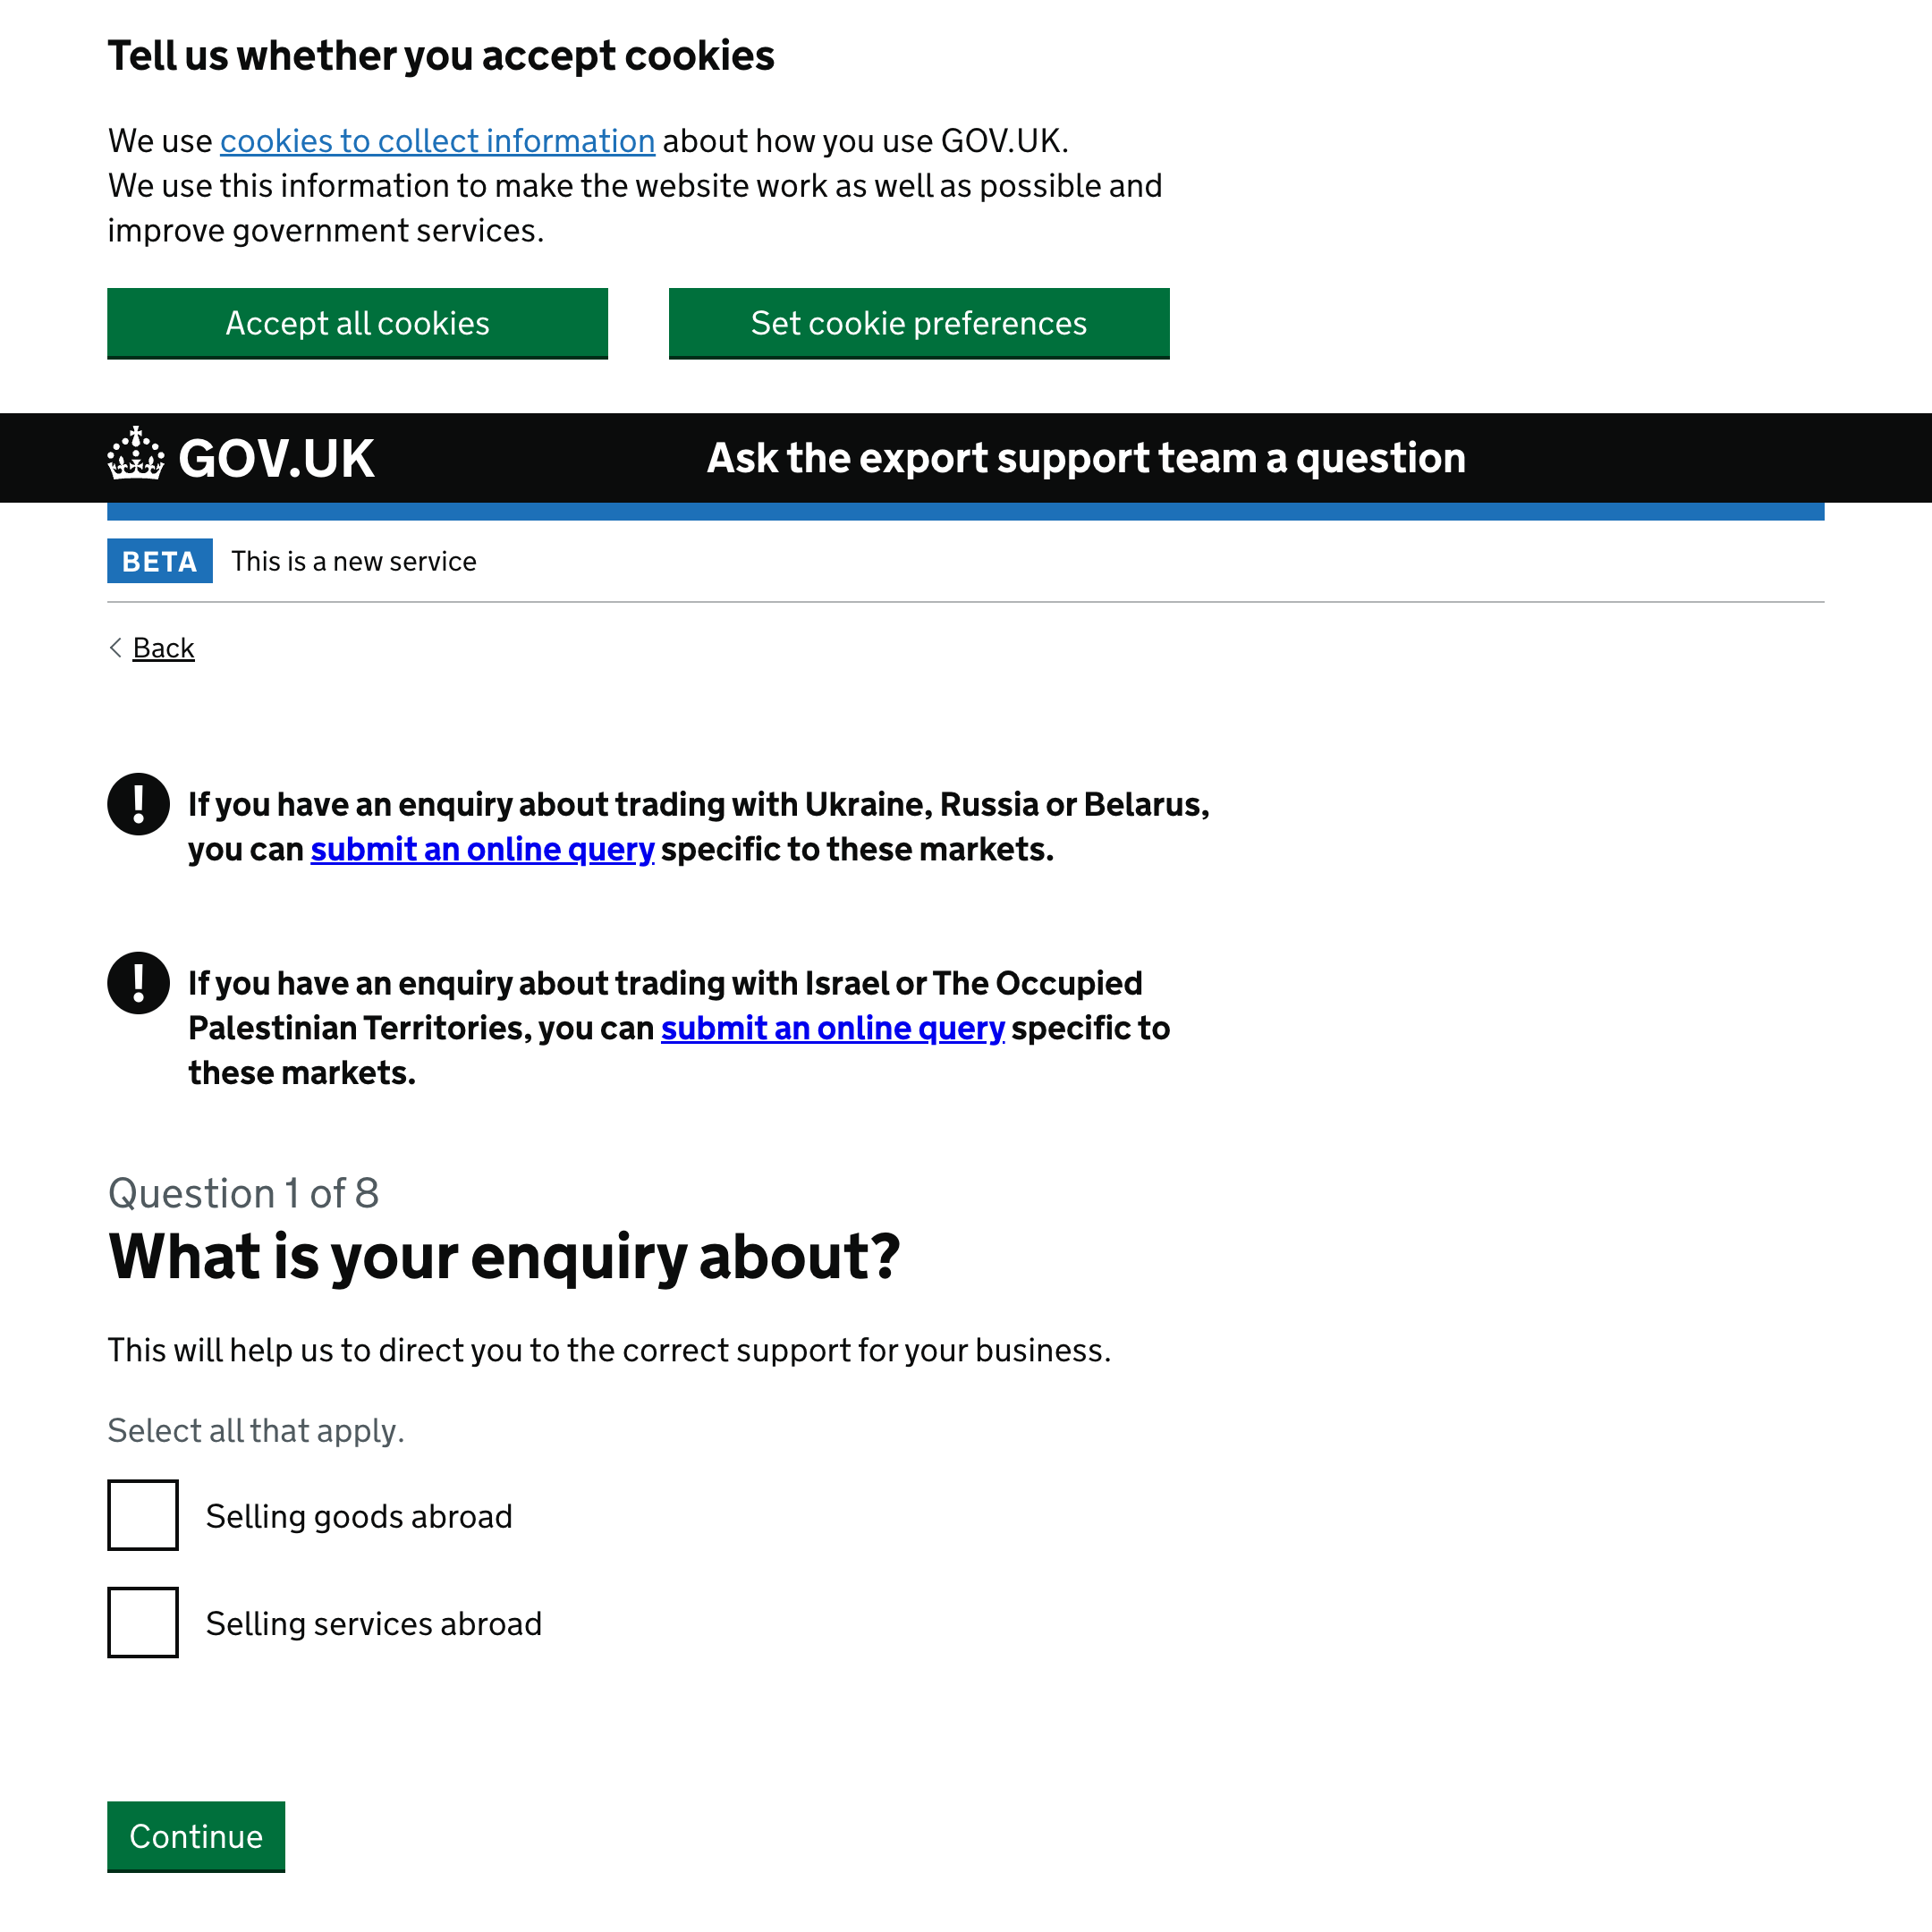 Tell us whether you accept cookies
We use cookies to collect information about how you use GOV.UK.
We use this information to make the website work as well as possible and
improve government services.
Accept all cookies
Set cookie preferences
GOV.UK
Ask the export support team a question
BETA
This is a new service
Back
If you have an enquiry about trading with Ukraine, Russia or Belarus,
you can submit an online query specific to these markets.
If you have an enquiry about trading with Israel or The Occupied
Palestinian Territories, you can submit an online query specific to
these markets.
Question 1 of 8
What is your enquiry about?
This will help us to direct you to the correct support for your business.
Select all that apply.
Selling goods abroad
Selling services abroad
Continue